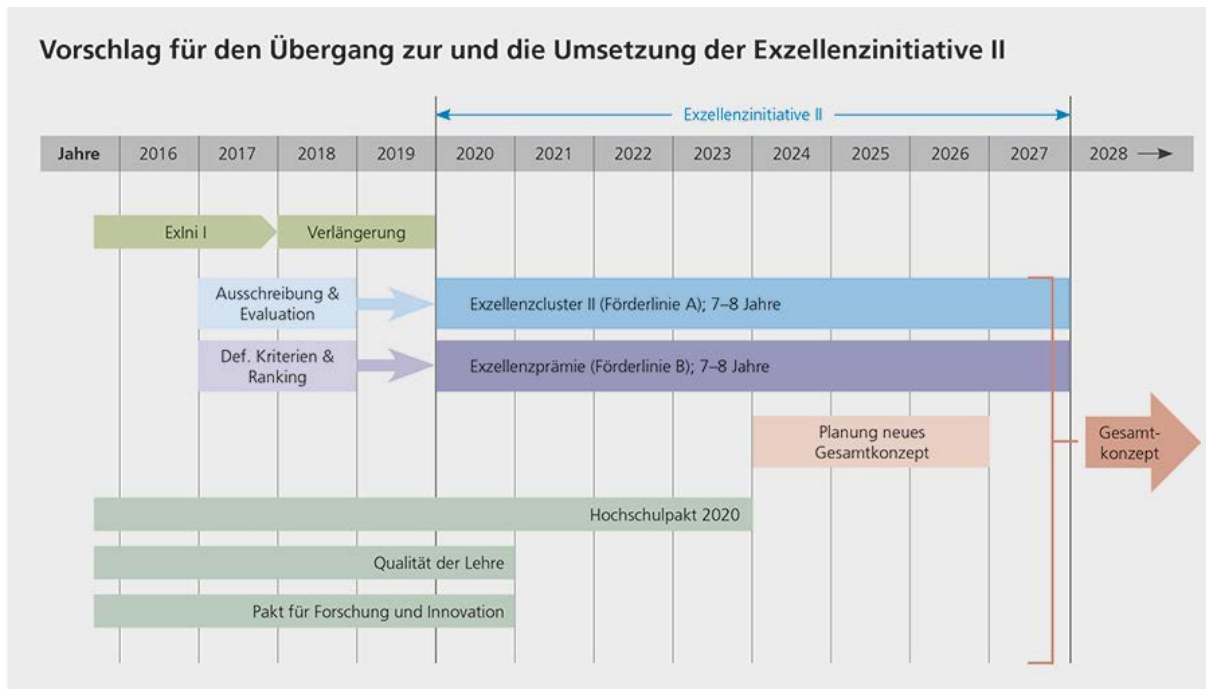 Vorschlag für den Übergang zur und die Umsetzung der Exzellenzinitiative II
Exzellenzinitiative II
Jahre 2016 2017 2018 2019 2020 2021 2022 2023 2024 2025 2026 2027 2028
ExIni I Verlängerung
Ausschreibung &
Evaluation
Exzellenzcluster II (Förderlinie A); 7–8 Jahre
Def. Kriterien &
Ranking
Exzellenzprämie (Förderlinie B); 7–8 Jahre
Planung neues
Gesamtkonzept
Gesamt-
konzept
Hochschulpakt 2020
Qualität der Lehre
Pakt für Forschung und Innovation